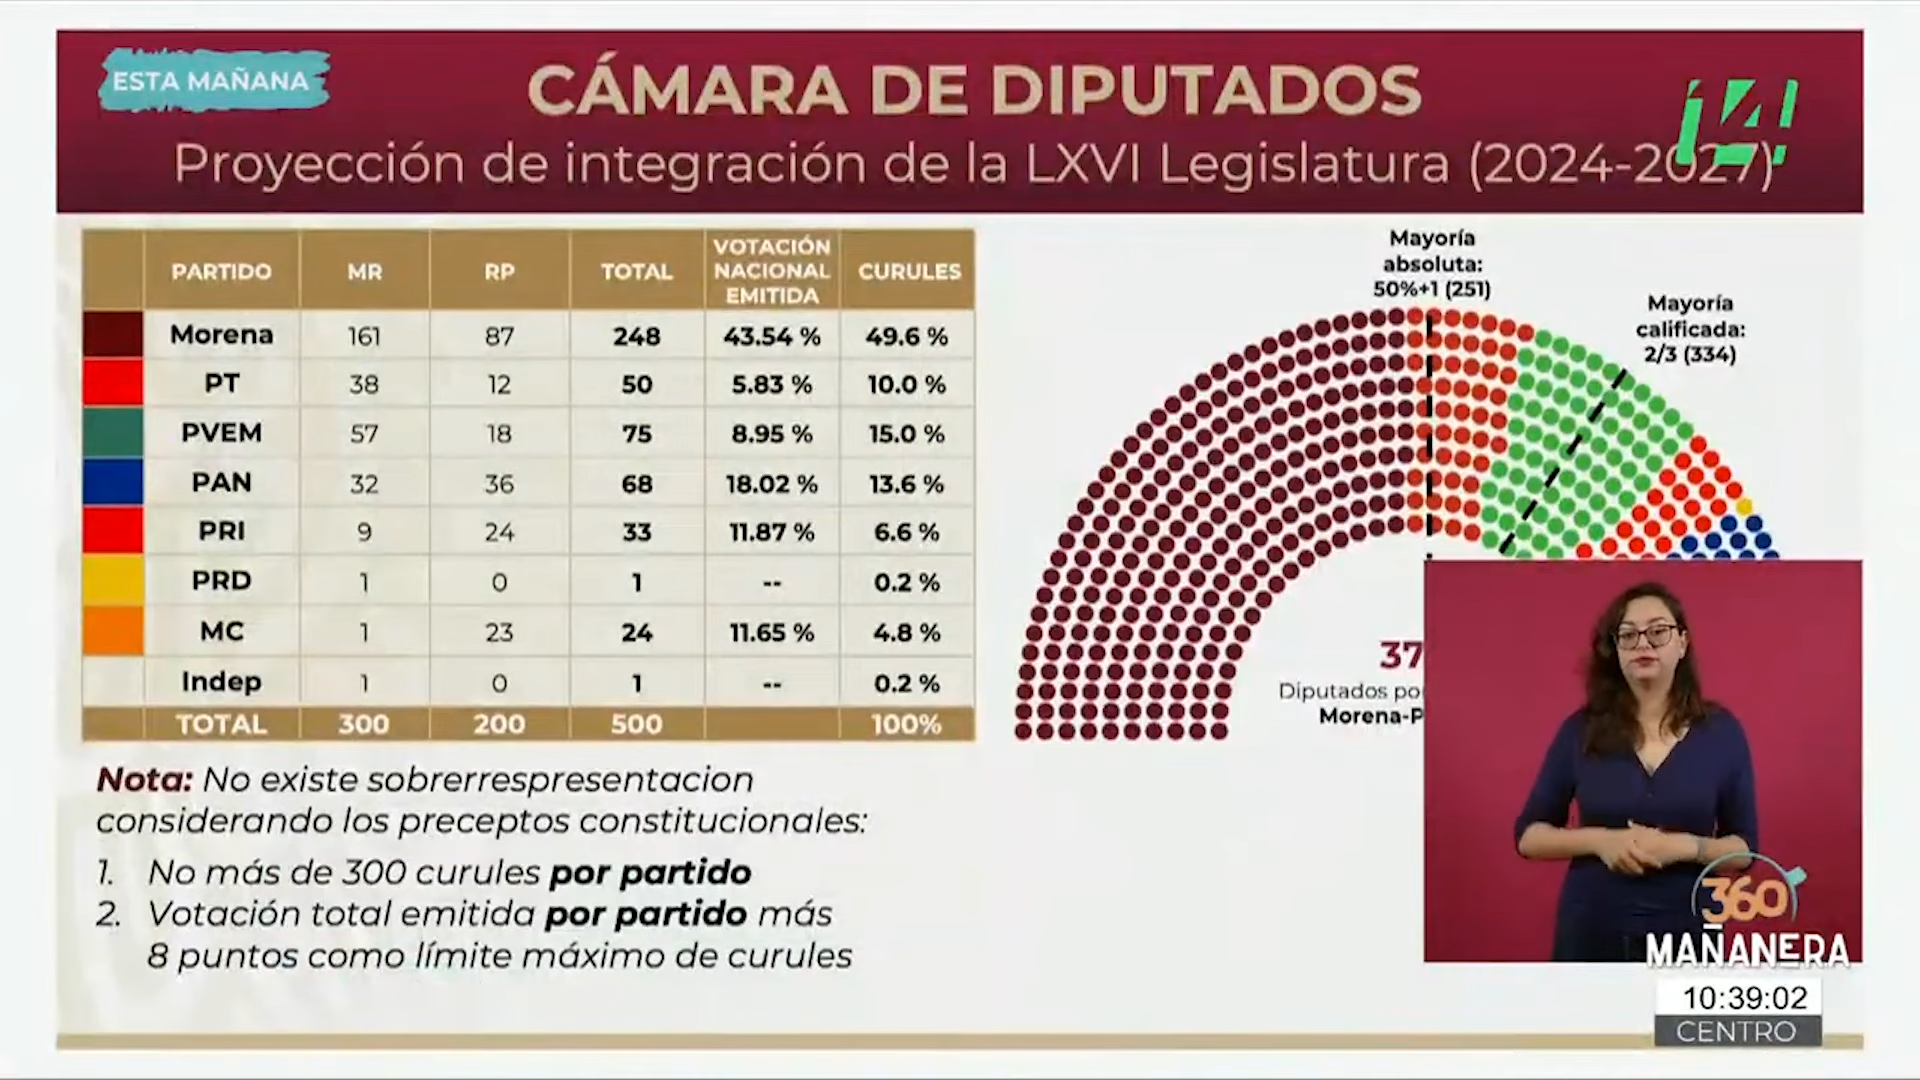 ESTA MAÑANA
CÁMARA DE DIPUTADOS
Proyección de integración de la LXVI Legislatura (2024-2027)
14
PARTIDO MR RP TOTAL VOTACIÓN NACIONAL EMITIDA CURULES
Morena 161 87 248 43.54 % 49.6 %
PT 38 12 50 5.83 % 10.0 %
PVEM 57 18 75 8.95 % 15.0 %
PAN 32 36 68 18.02 % 13.6 %
PRI 9 24 33 11.87 % 6.6 %
PRD 1 0 1 -- 0.2 %
MC 1 23 24 11.65 % 4.8 %
Indep 1 0 1 -- 0.2 %
TOTAL 300 200 500 100%
Mayoría
absoluta:
50%+1 (251)
Mayoría
calificada:
2/3 (334)
37
Diputados po
Morena-P
Nota: No existe sobrerrespresentacion
considerando los preceptos constitucionales:
1. No más de 300 curules por partido
2. Votación total emitida por partido más
8 puntos como límite máximo de curules
360
MAÑANERA
10:39:02
CENTRO